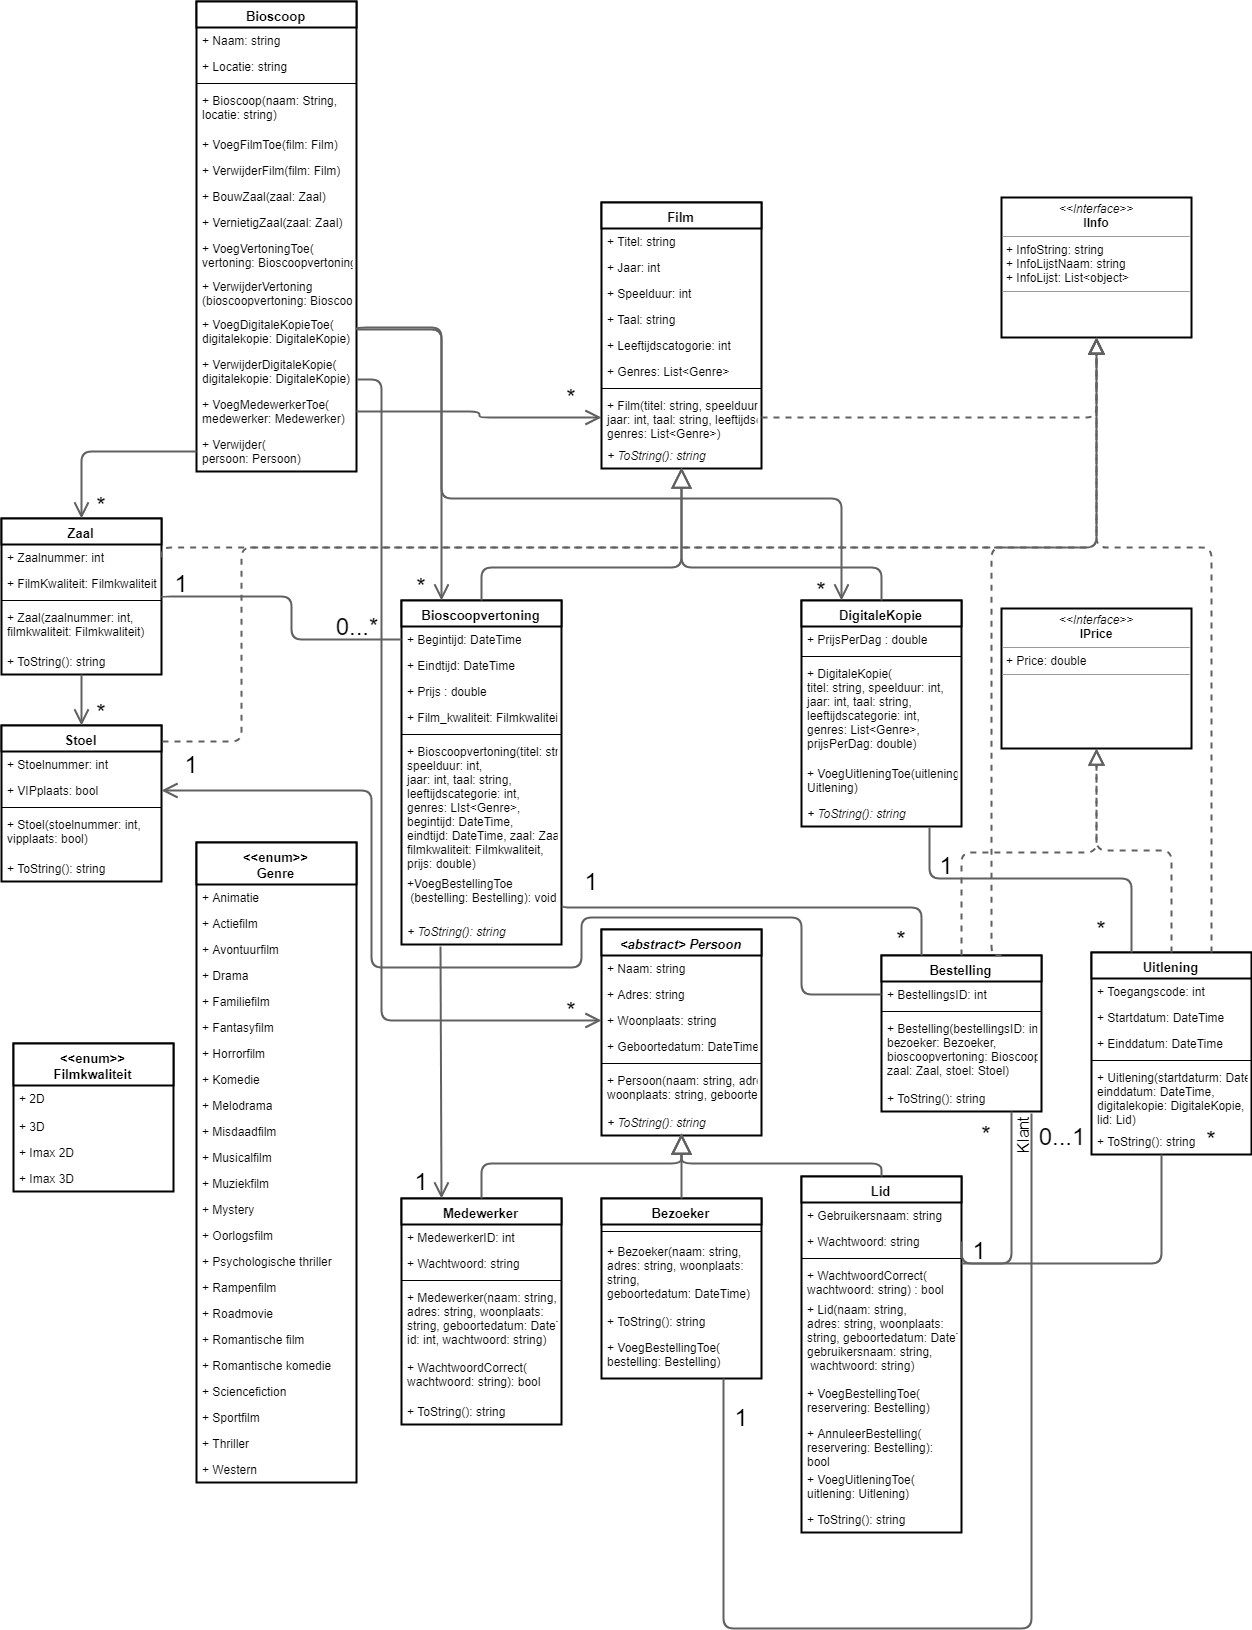 Bioscoop
+ Naam: string
+ Locatie: string
+ Bioscoop(naam: String,
locatie: string)
+ VoegFilmToe(film: Film)
+ VerwijderFilm(film: Film)
+ BouwZaal(zaal: Zaal)
+ VernietigZaal(zaal: Zaal)
+ VoegVertoningToe(
vertoning: Bioscoopvertoning
+ VerwijderVertoning
(bioscoopvertoning: Bioscoo
+ VoegDigitaleKopieToe(
digitalekopie: DigitaleKopie)
+ VerwijderDigitaleKopie(
digitalekopie: DigitaleKopie)
+ VoegMedewerkerToe(
medewerker: Medewerker)
+ Verwijder(
persoon: Persoon)
Film
+ Titel: string
+ Jaar: int
+ Speelduur: int
+ Taal: string
+ Leeftijdscatogorie: int
+ Genres: List<Genre>
+ Film(titel: string, speelduur
jaar: int, taal: string, leeftijds
genres: List<Genre>)
+ ToString(): string
<<Interface>>
IInfo
+ InfoString: string
+ InfoLijstNaam: string
+ InfoLijst: List<object>
*
*
Zaal
+ Zaalnummer: int
+ FilmKwaliteit: Filmkwaliteit
+ Zaal(zaalnummer: int,
filmkwaliteit: Filmkwaliteit)
+ ToString(): string
1
0...*
*
*
*
Stoel
+ Stoelnummer: int
+ VIPplaats: bool
+ Stoel(stoelnummer: int,
vipplaats: bool)
+ ToString(): string
1
Bioscoopvertoning
+ Begintijd: DateTime
+ Eindtijd: DateTime
+ Prijs : double
+ Film_kwaliteit: Filmkwalitei
+ Bioscoopvertoning(titel: str
speelduur: int,
jaar: int, taal: string,
leeftijdscategorie: int,
genres: LIst<Genre>,
begintijd: DateTime,
eindtijd: DateTime, zaal: Zaa
filmkwaliteit: Filmkwaliteit,
prijs: double)
+VoegBestellingToe
(bestelling: Bestelling): void
+ ToString(): string
DigitaleKopie
+ PrijsPerDag : double
+ DigitaleKopie(
titel: string, speelduur: int,
jaar: int, taal: string,
leeftijdscategorie: int,
genres: List<Genre>,
prijsPerDag: double)
+ VoegUitleningToe(uitlening
Uitlening)
+ ToString(): string
<<Interface>>
IPrice
+ Price: double
<<enum>>
Genre
+ Animatie
+ Actiefilm
+ Avontuurfilm
+ Drama
+ Familiefilm
+ Fantasyfilm
+ Horrorfilm
+ Komedie
+ Melodrama
+ Misdaadfilm
+ Musicalfilm
+ Muziekfilm
+ Mystery
+ Oorlogsfilm
+ Psychologische thriller
+ Rampenfilm
+ Roadmovie
+ Romantische film
+ Romantische komedie
+ Sciencefiction
+ Sportfilm
+ Thriller
+ Western
<<enum>>
Filmkwaliteit
+ 2D
+ 3D
+ Imax 2D
+ Imax 3D
1
*
1
*
*
<abstract> Persoon
+ Naam: string
+ Adres: string
+ Woonplaats: string
+ Geboortedatum: DateTime
+ Persoon(naam: string, adr
woonplaats: string, geboorte
+ ToString(): string
Bestelling
+ BestellingsID: int
+ Bestelling(bestellingsID: in
bezoeker: Bezoeker,
bioscoopvertoning: Bioscoop
zaal: Zaal, stoel: Stoel)
+ ToString(): string
Uitlening
+ Toegangscode: int
+ Startdatum: DateTime
+ Einddatum: DateTime
+ Uitlening(startdaturm: Date
einddatum: DateTime,
digitalekopie: DigitaleKopie,
lid: Lid)
+ ToString(): string
*
*
Klant
0...1
1
Medewerker
+ MedewerkerID: int
+ Wachtwoord: string
+ Medewerker(naam: string,
adres: string, woonplaats:
string, geboortedatum: Date
id: int, wachtwoord: string)
+ WachtwoordCorrect(
wachtwoord: string): bool
+ ToString(): string
Bezoeker
+ Bezoeker(naam: string,
adres: string, woonplaats:
string,
geboortedatum: DateTime)
+ ToString(): string
+ VoegBestellingToe(
bestelling: Bestelling)
1
Lid
+ Gebruikersnaam: string
+ Wachtwoord: string
+ WachtwoordCorrect(
wachtwoord: string) : bool
+ Lid(naam: string,
adres: string, woonplaats:
string, geboortedatum: Date
gebruikersnaam: string,
wachtwoord: string)
+ VoegBestellingToe(
reservering: Bestelling)
+ AnnuleerBestelling(
reservering: Bestelling):
bool
+ VoegUitleningToe(
uitlening: Uitlening)
+ ToString(): string
1